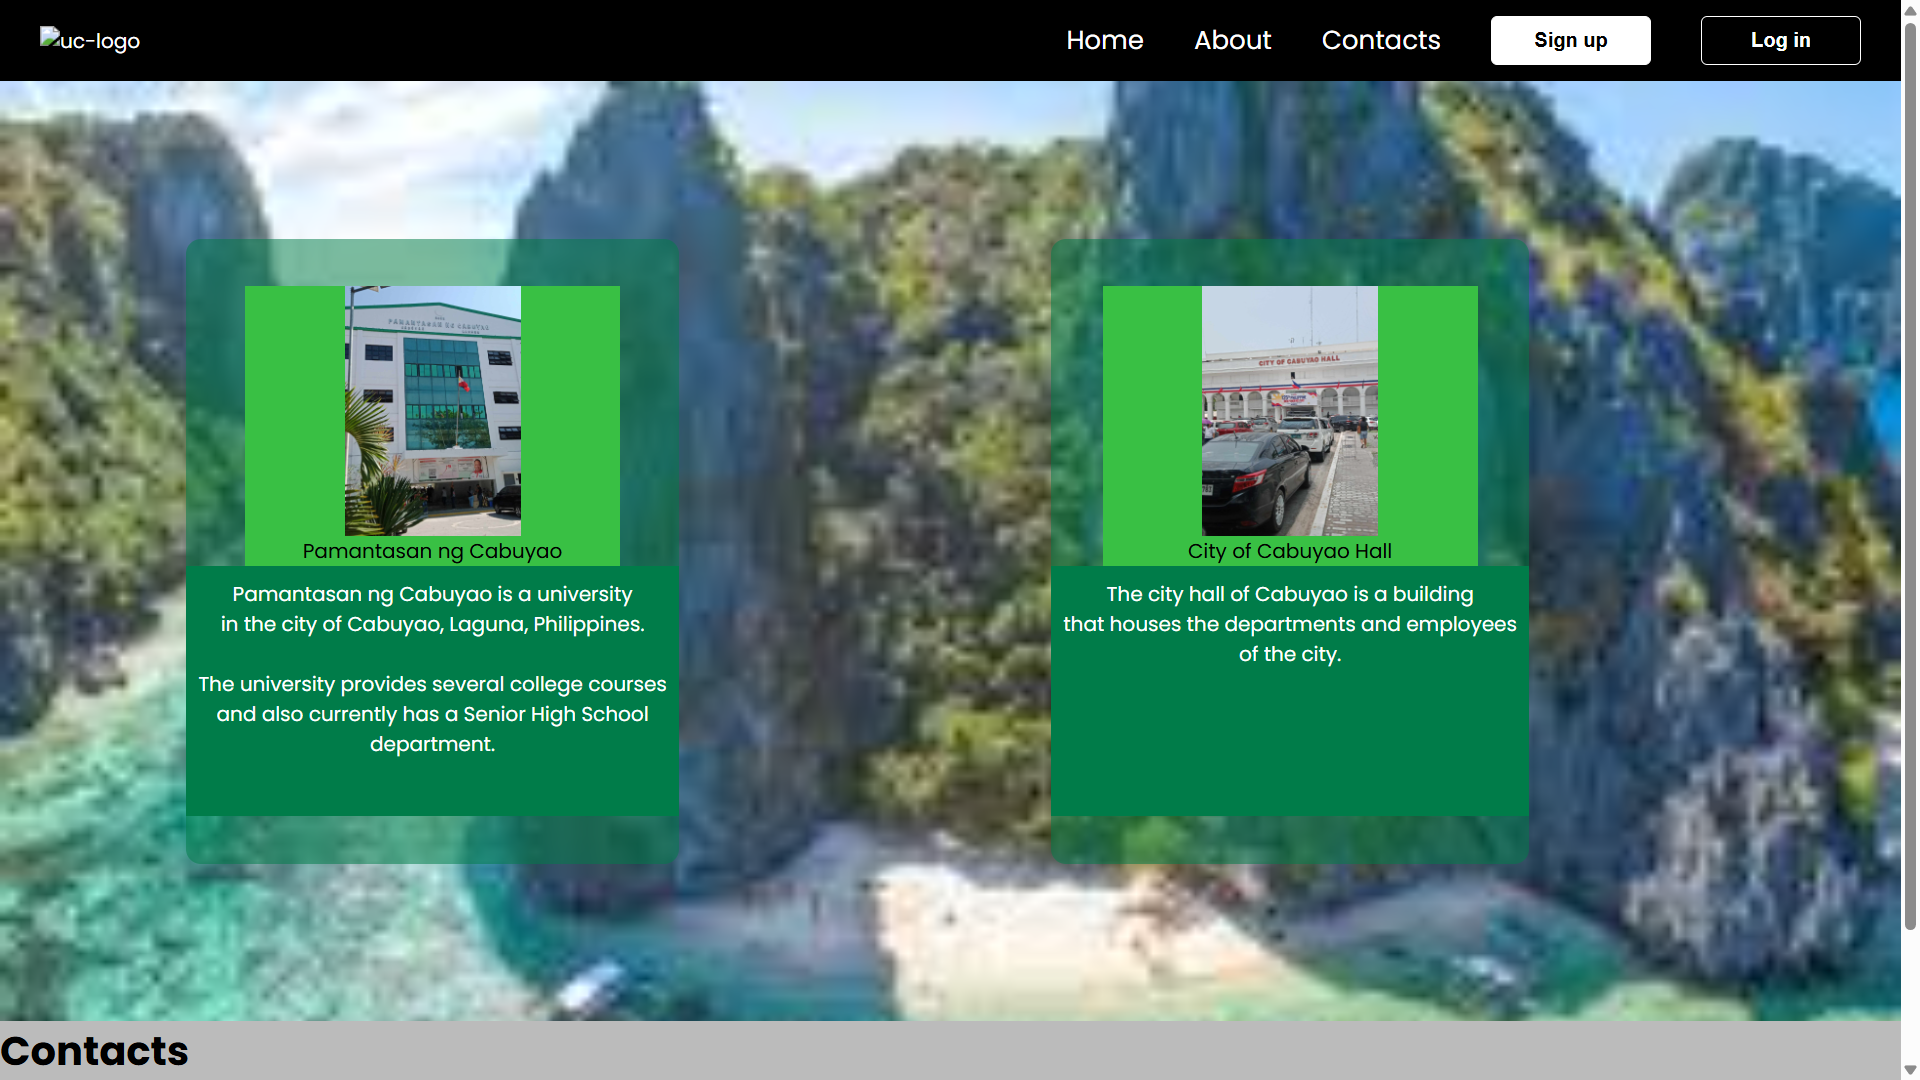 uc-logo
Home
About
Contacts
Sign up
Log in
PAMANTASAN NG CABUYAO
CITY OF CABUYAO HALL
Pamantasan ng Cabuyao
City of Cabuyao Hall
Pamantasan ng Cabuyao is a university
in the city of Cabuyao, Laguna, Philippines.
The university provides several college courses
and also currently has a Senior High School
department.
The city hall of Cabuyao is a building
that houses the departments and employees
of the city.
Contacts